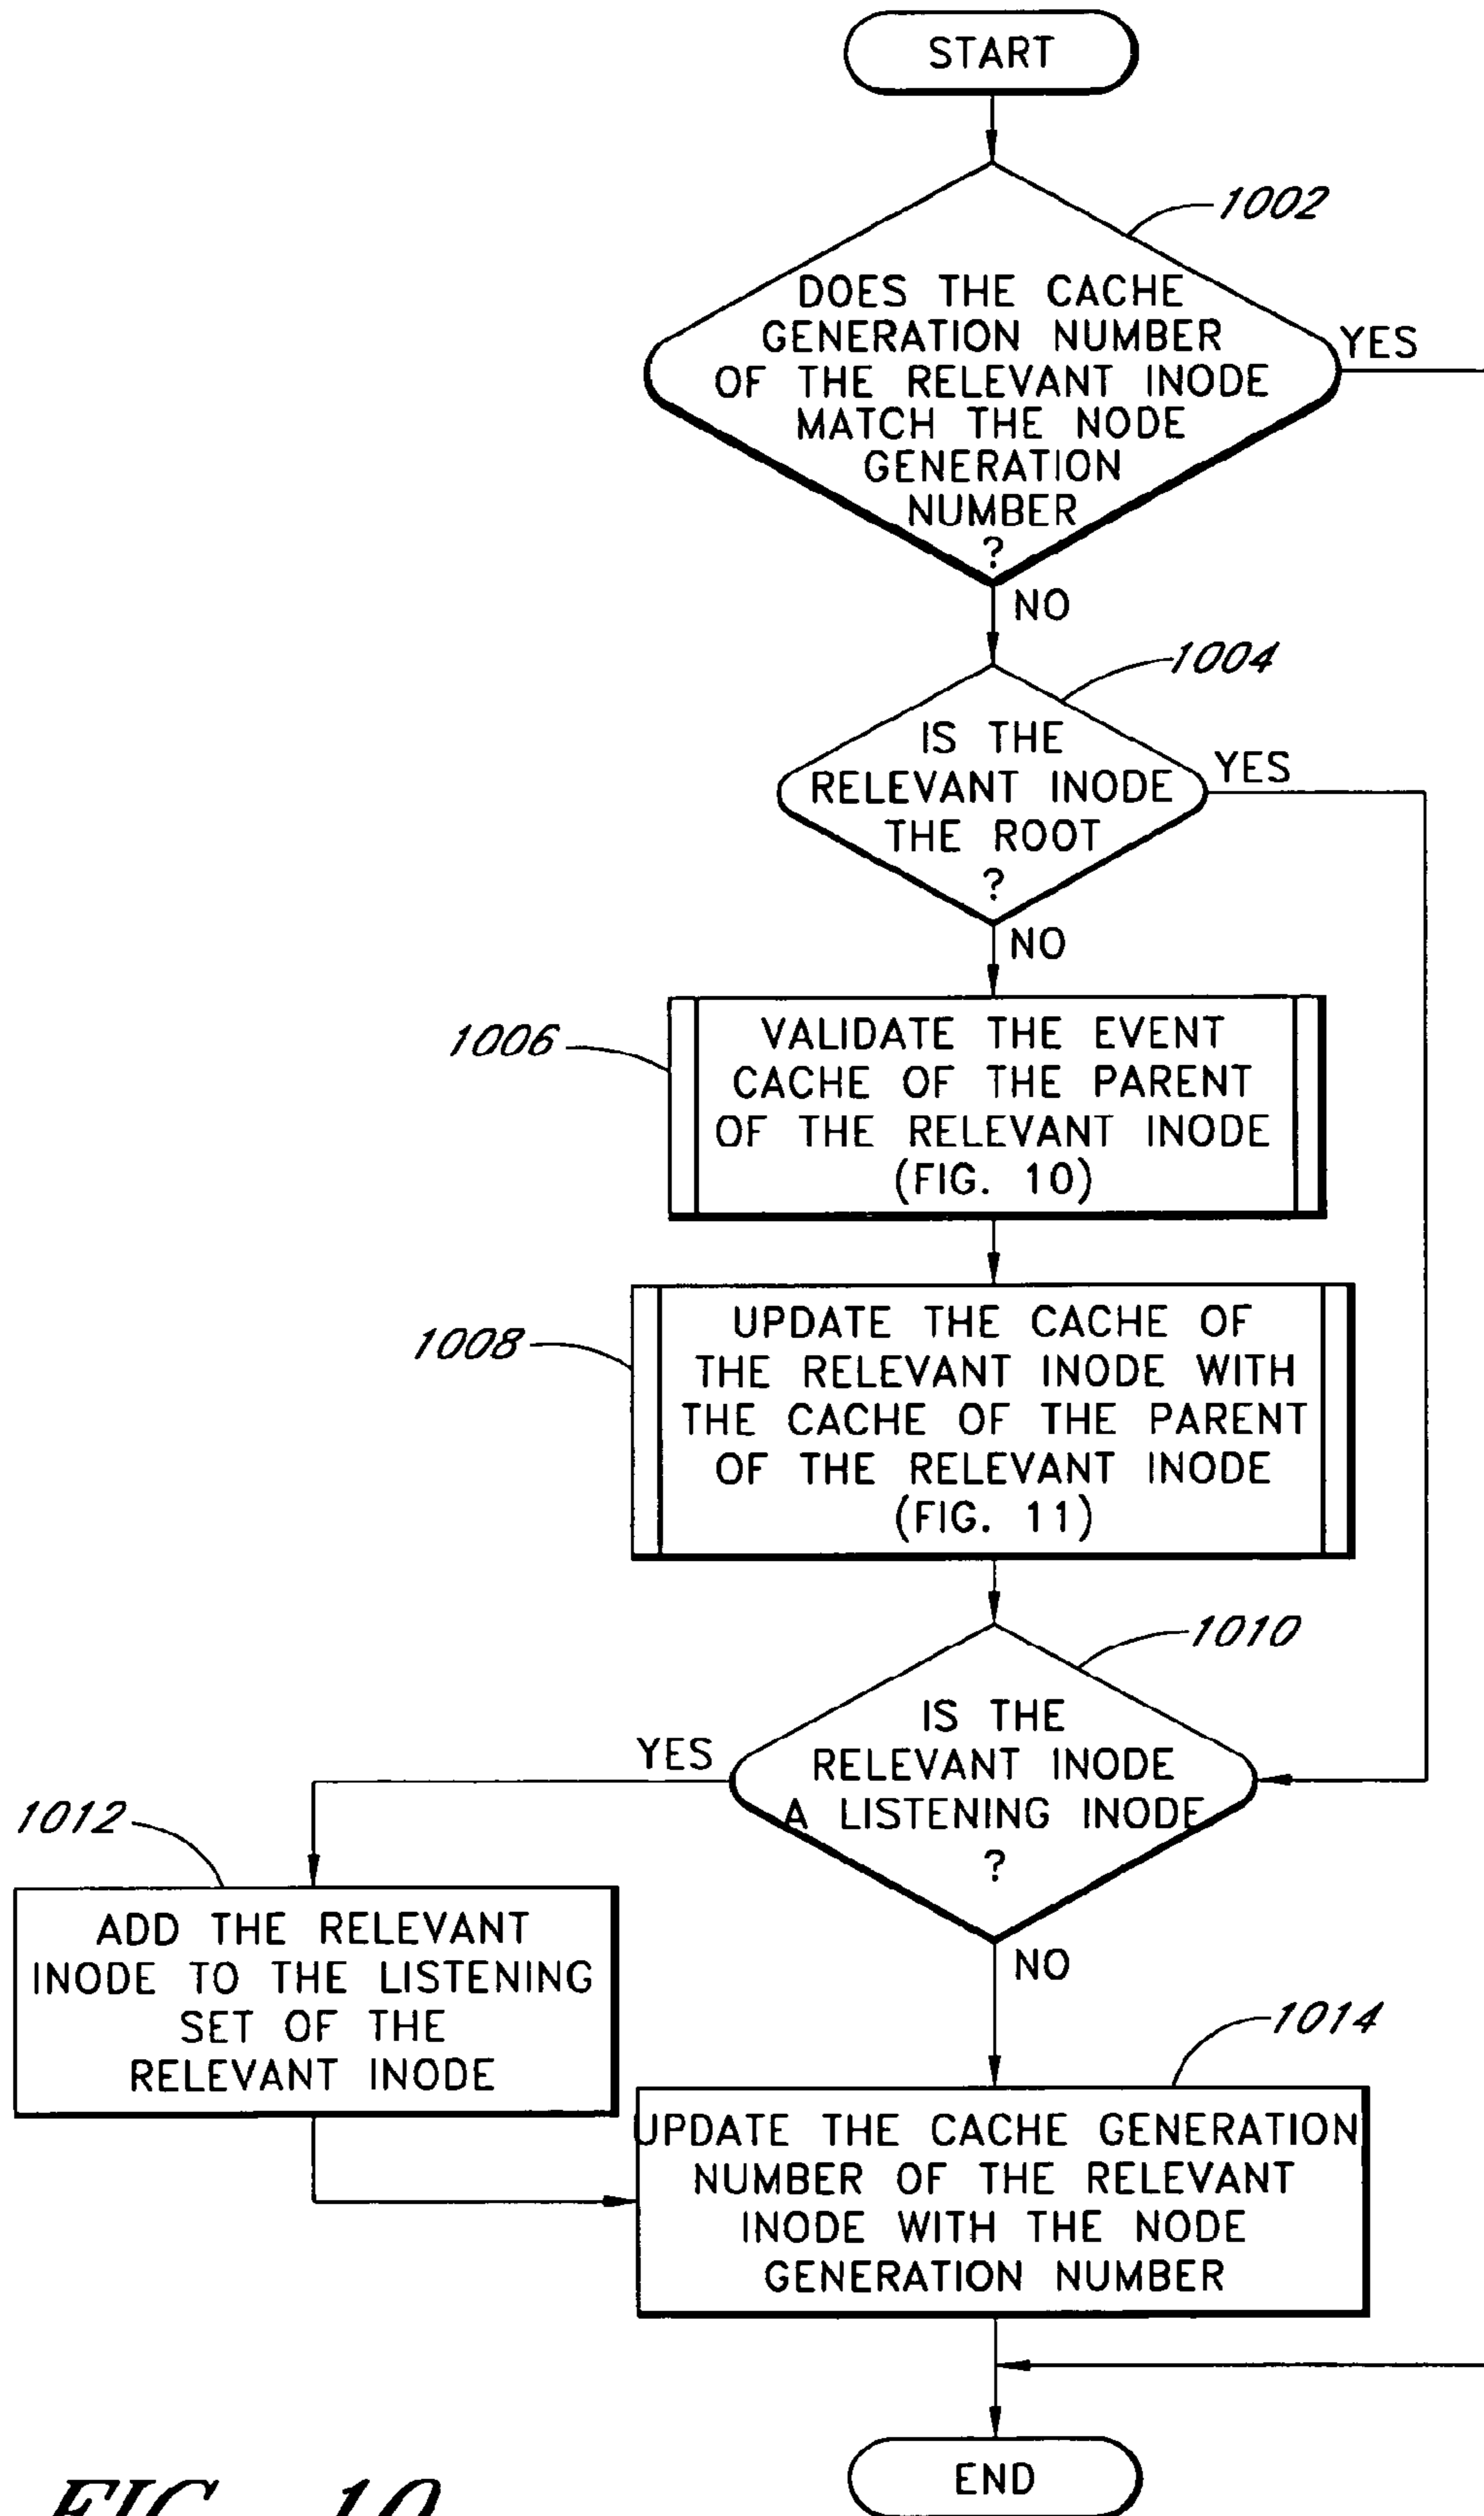 START
1002
DOES THE CACHE
GENERATION NUMBER
OF THE RELEVANT INODE
MATCH THE NODE
GENERATION
NUMBER
?
YES
NO
1004
IS THE
RELEVANT INODE
THE ROOT
?
YES
NO
1006
VALIDATE THE EVENT
CACHE OF THE PARENT
OF THE RELEVANT INODE
(FIG. 10)
1008
UPDATE THE CACHE OF
THE RELEVANT INODE WITH
THE CACHE OF THE PARENT
OF THE RELEVANT INODE
(FIG. 11)
1010
IS THE
RELEVANT INODE
A LISTENING INODE
?
YES
NO
1012
ADD THE RELEVANT
INODE TO THE LISTENING
SET OF THE
RELEVANT INODE
1014
UPDATE THE CACHE GENERATION
NUMBER OF THE RELEVANT
INODE WITH THE NODE
GENERATION NUMBER
END
FIG. 10